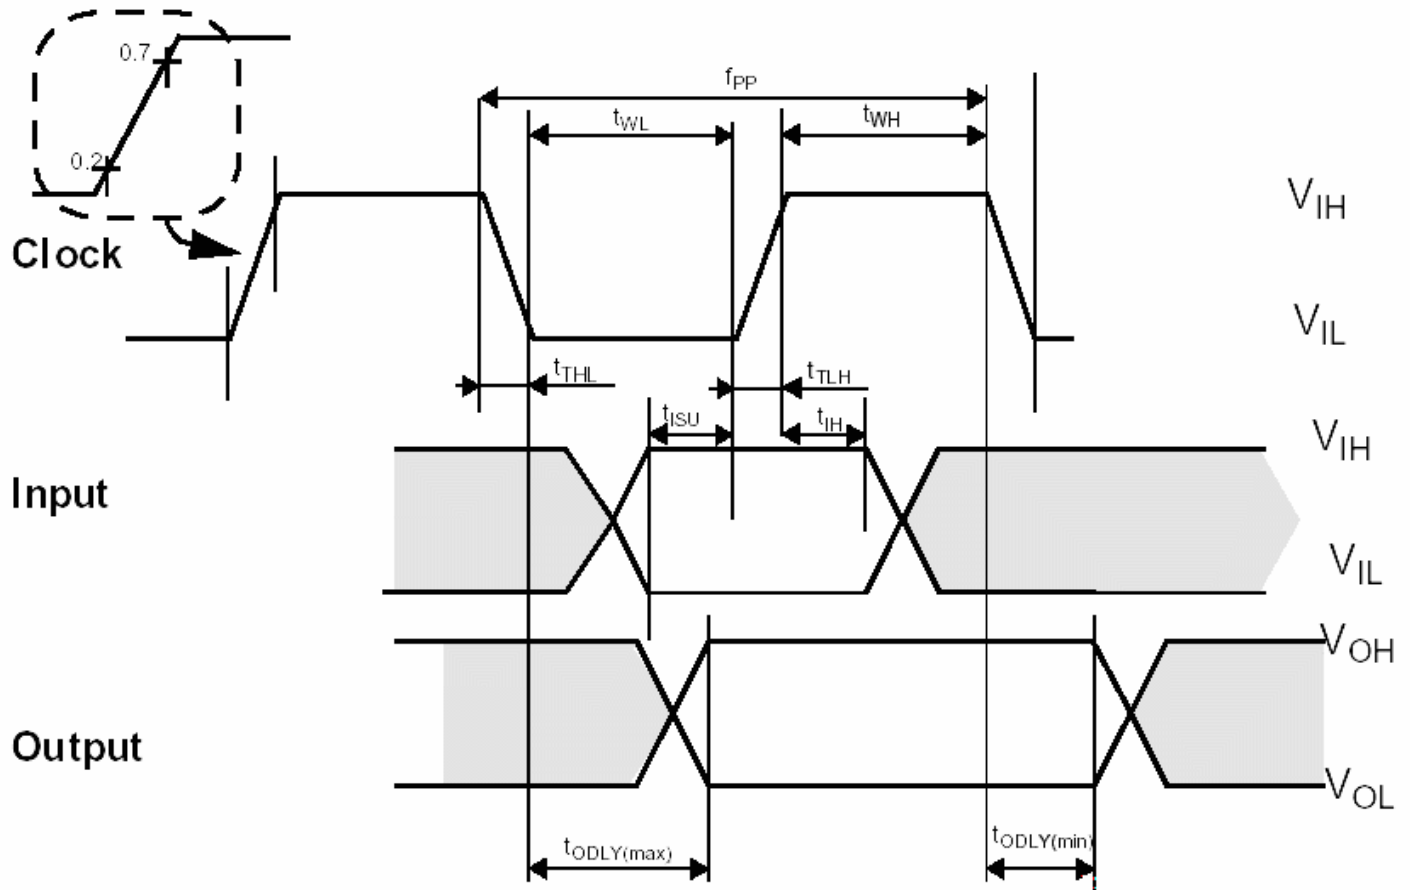 0.7
fPP
tWL
tWH
0.2
VIH
Clock
VIL
tTHL
tTLH
tISU
tIH
VIH
Input
VIL
VOH
Output
VOL
tODLY(max)
tODLY(min)